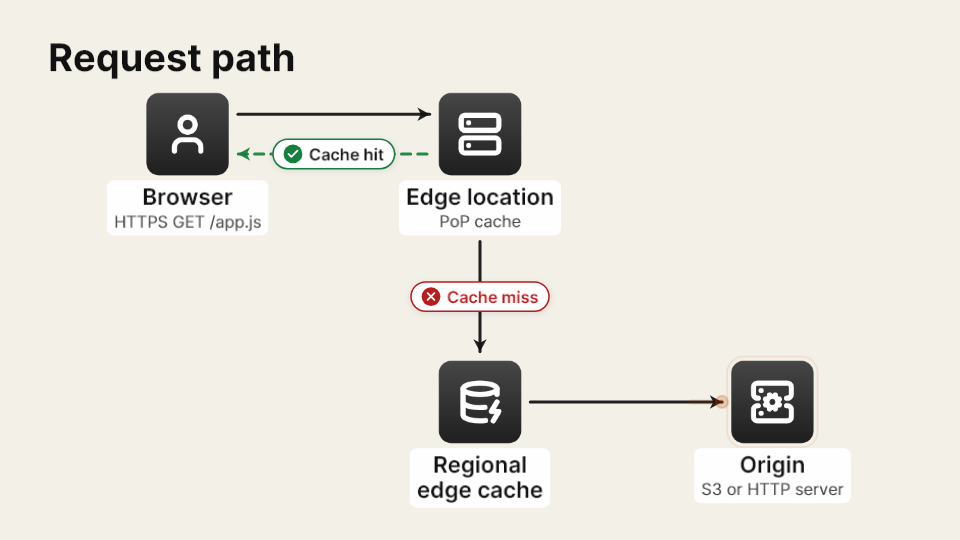 Request path
Cache hit
Browser
HTTPS GET /app.js
Edge location
PoP cache
Cache miss
Regional
edge cache
Origin
S3 or HTTP server